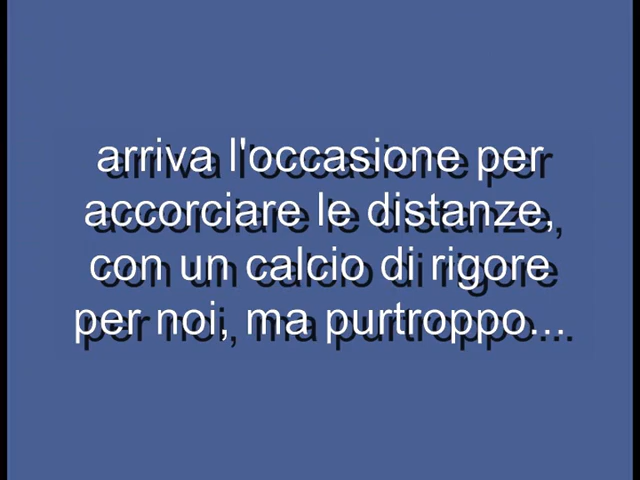 arriva l'occasione per
accorciare le distanze,
con un calcio di rigore
per noi, ma purtroppo...